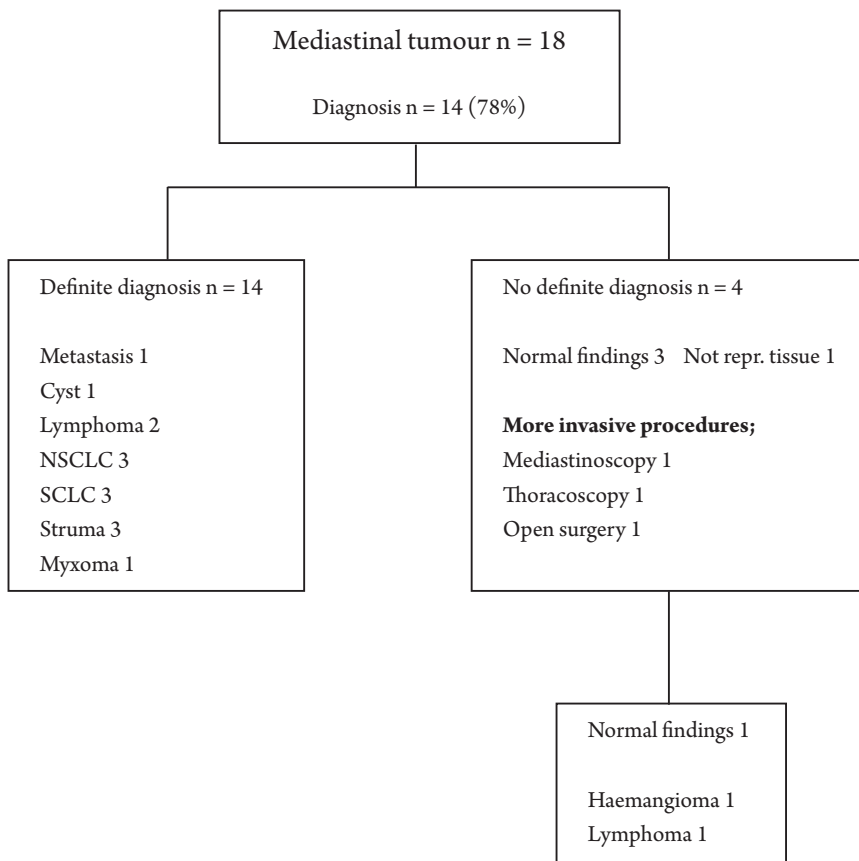 Mediastinal tumour n = 18
Diagnosis n = 14 (78%)
Definite diagnosis n = 14
Metastasis 1
Cyst 1
Lymphoma 2
NSCLC 3
SCLC 3
Struma 3
Myxoma 1
No definite diagnosis n = 4
Normal findings 3 Not repr. tissue 1
More invasive procedures;
Mediastinoscopy 1
Thoracoscopy 1
Open surgery 1
Normal findings 1
Haemangioma 1
Lymphoma 1